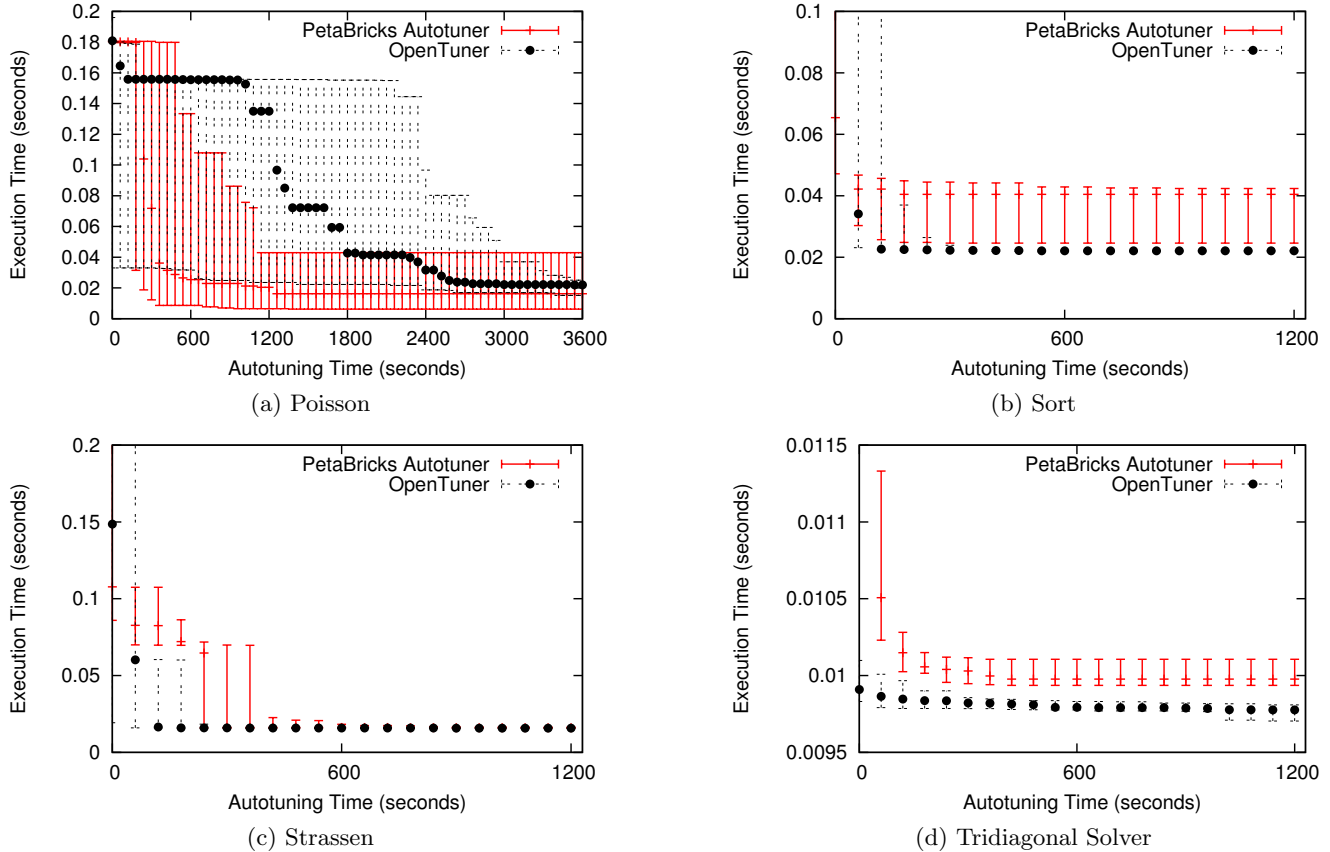 PetaBricks Autotuner
OpenTuner
Execution Time (seconds)
0.18
0.16
0.14
0.12
0.1
0.08
0.06
0.04
0.02
0
0 600 1200 1800 2400 3000 3600
Autotuning Time (seconds)
(a) Poisson
PetaBricks Autotuner
OpenTuner
Execution Time (seconds)
0.1
0.08
0.06
0.04
0.02
0
0 600 1200
Autotuning Time (seconds)
(b) Sort
PetaBricks Autotuner
OpenTuner
Execution Time (seconds)
0.2
0.15
0.1
0.05
0
0 600 1200
Autotuning Time (seconds)
(c) Strassen
PetaBricks Autotuner
OpenTuner
Execution Time (seconds)
0.0115
0.011
0.0105
0.01
0.0095
0 600 1200
Autotuning Time (seconds)
(d) Tridiagonal Solver